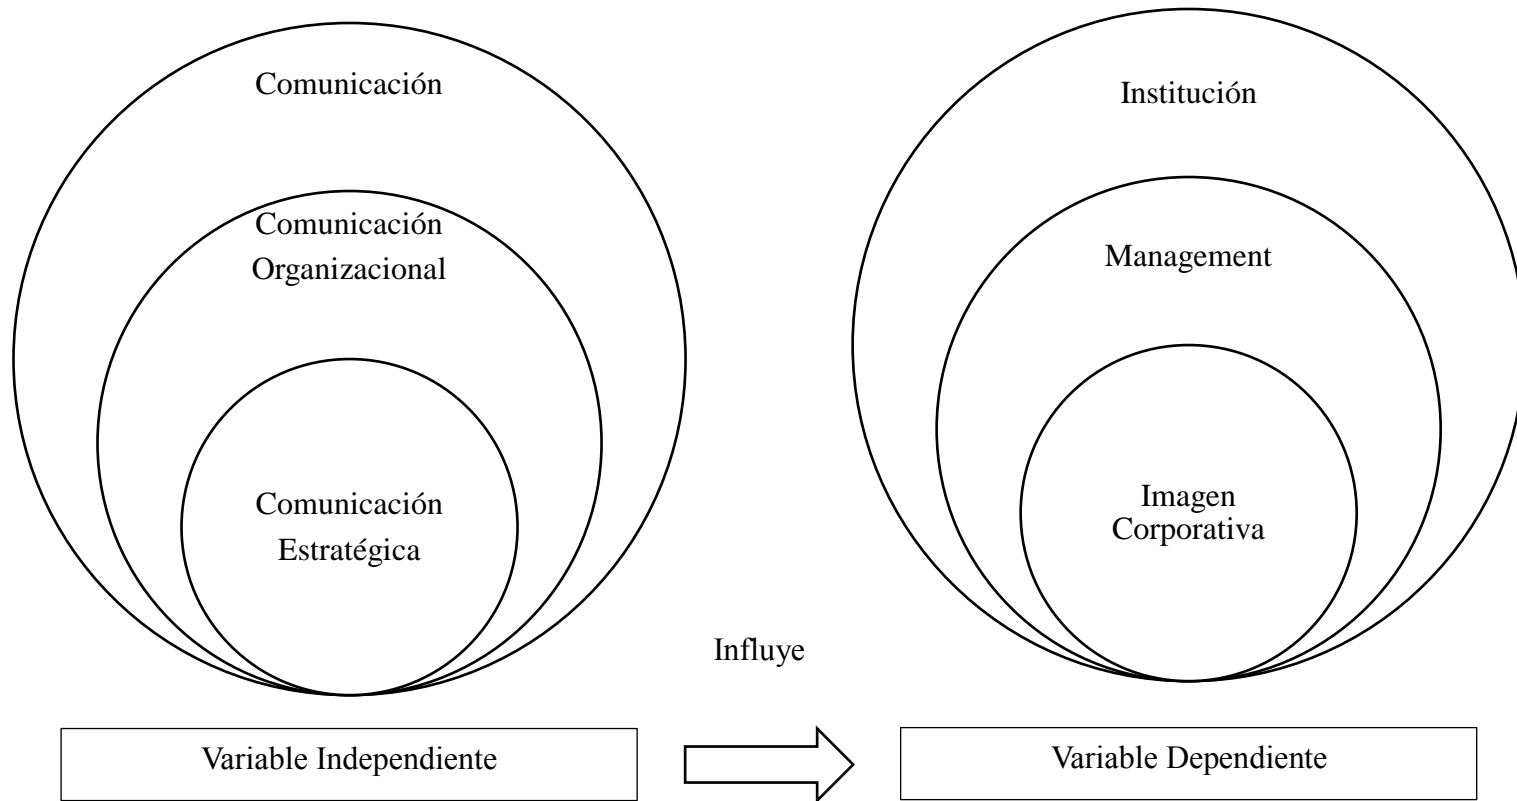 Comunicación
Comunicación
Organizacional
Comunicación
Estratégica
Institución
Management
Imagen
Corporativa
Influye
Variable Independiente
Variable Dependiente